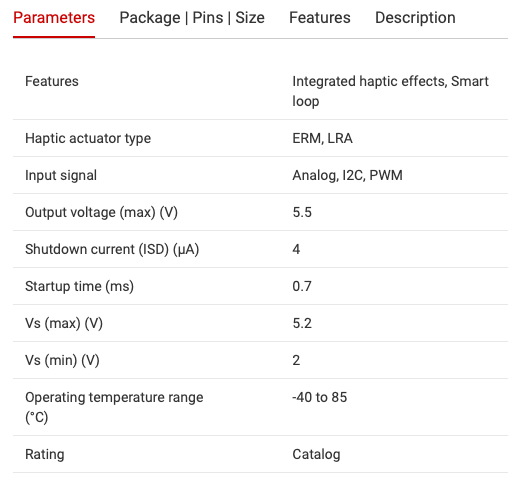 Parameters Package | Pins | Size Features Description
Features Integrated haptic effects, Smart
loop
Haptic actuator type ERM, LRA
Input signal Analog, I2C, PWM
Output voltage (max) (V) 5.5
Shutdown current (ISD) (µA) 4
Startup time (ms) 0.7
Vs (max) (V) 5.2
Vs (min) (V) 2
Operating temperature range -40 to 85
(°C)
Rating Catalog